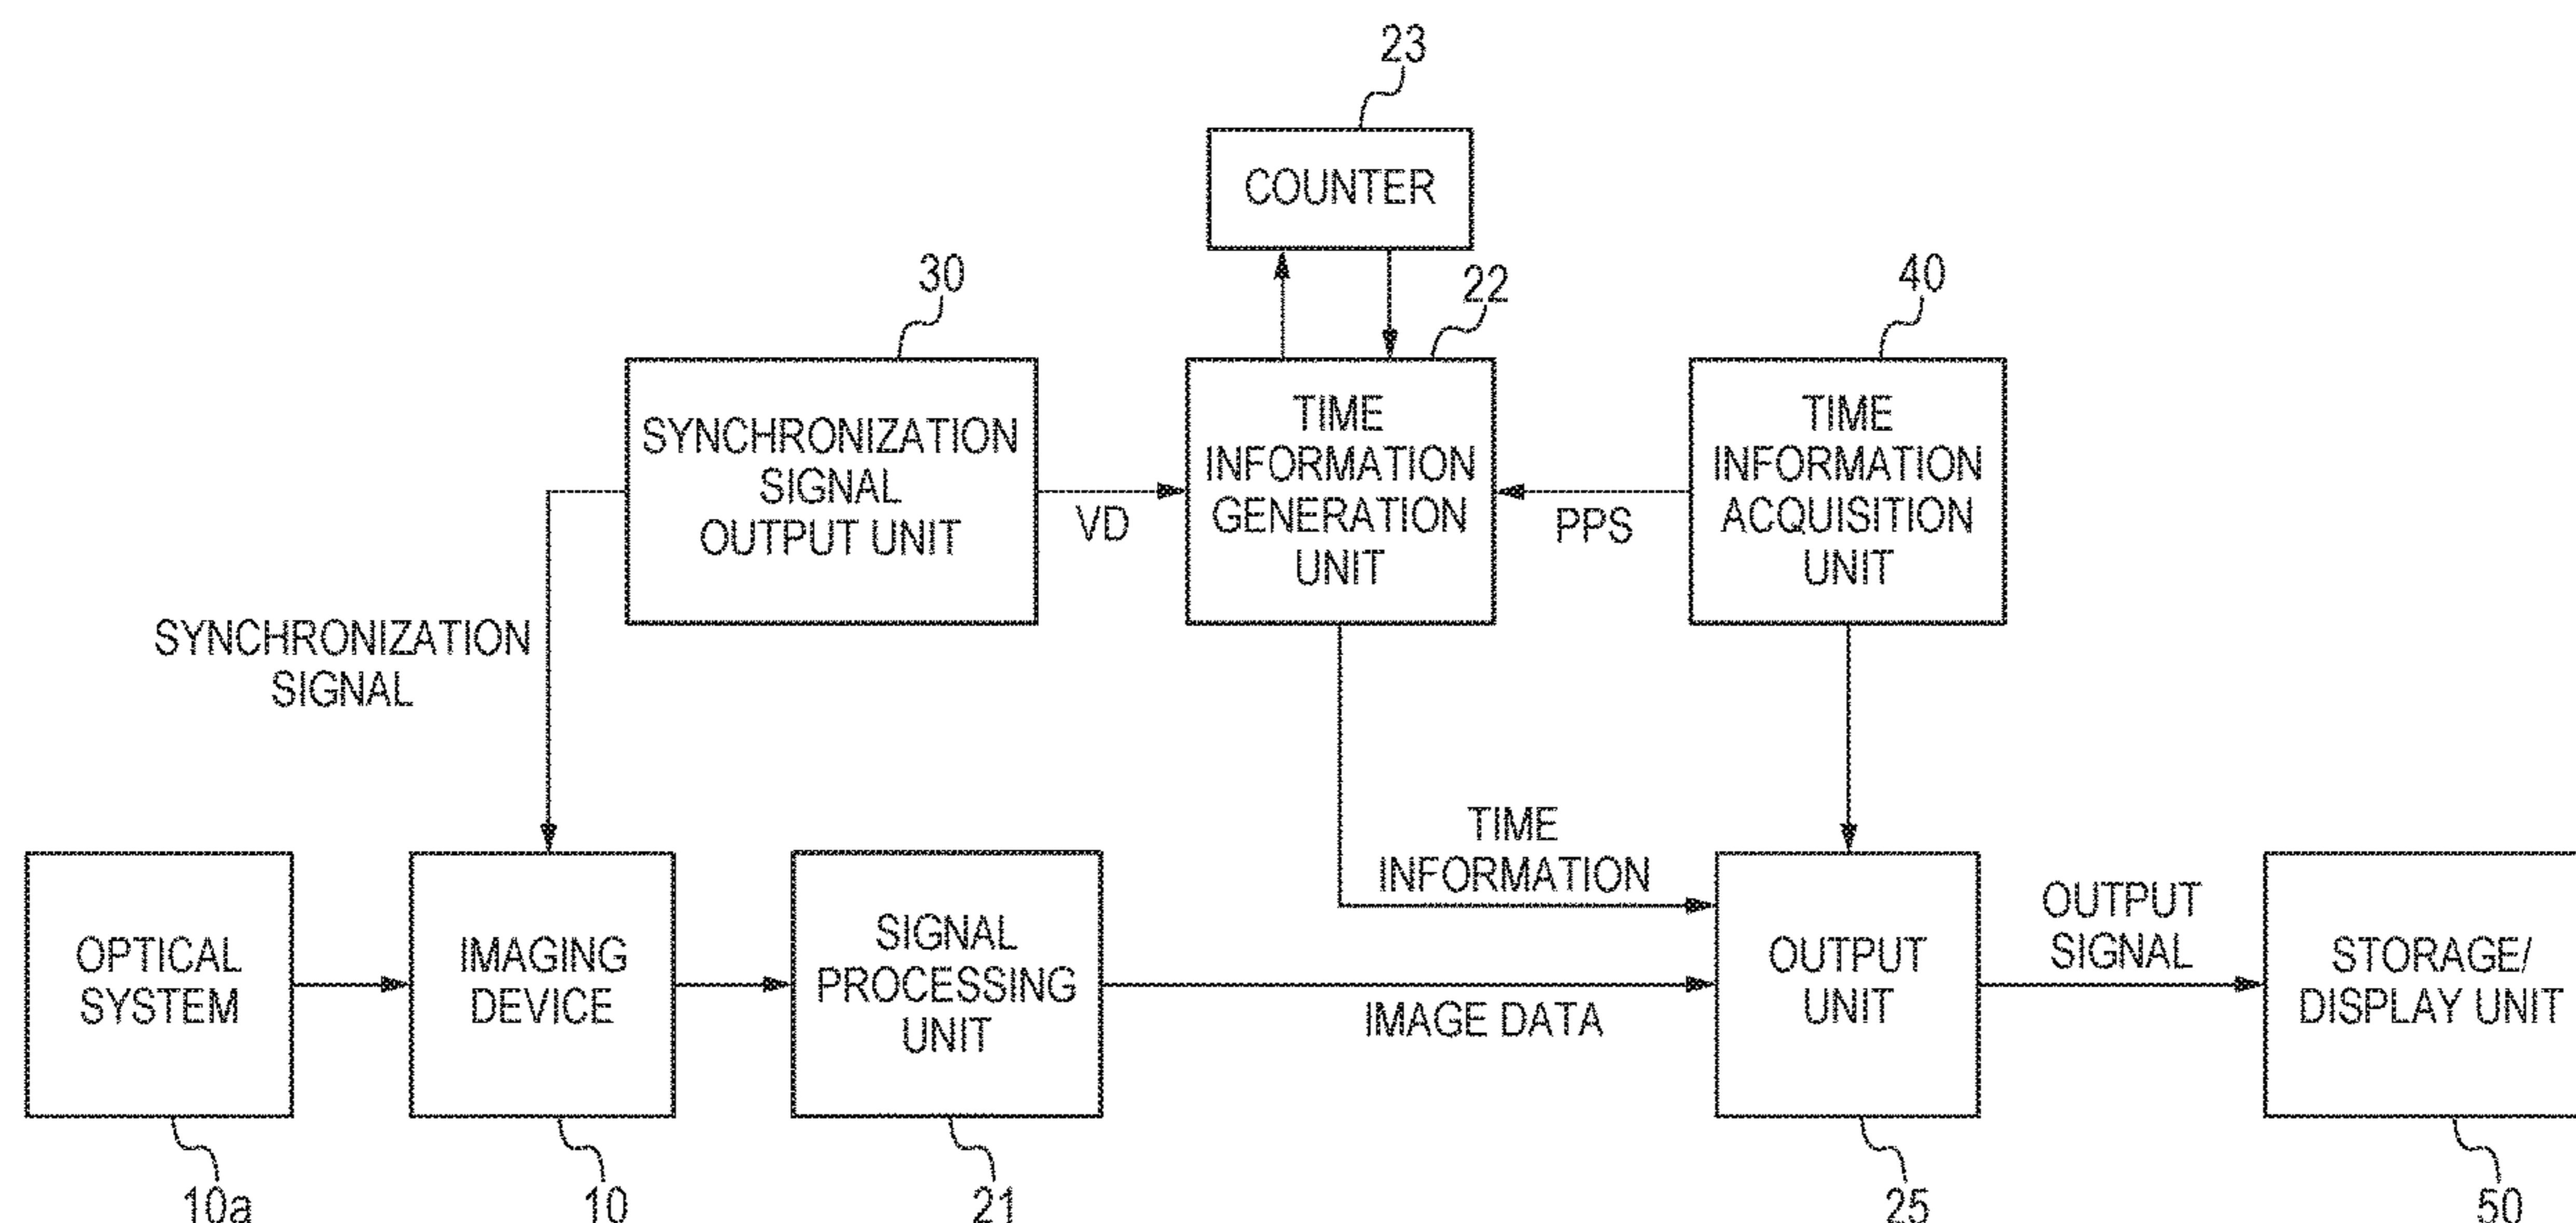 23
COUNTER
30
22
40
SYNCHRONIZATION
SIGNAL
OUTPUT UNIT
VD
TIME
INFORMATION
GENERATION
UNIT
PPS
TIME
INFORMATION
ACQUISITION
UNIT
SYNCHRONIZATION
SIGNAL
TIME
INFORMATION
OPTICAL
SYSTEM
IMAGING
DEVICE
SIGNAL
PROCESSING
UNIT
IMAGE DATA
OUTPUT
UNIT
OUTPUT
SIGNAL
STORAGE/
DISPLAY UNIT
10a
10
21
25
50